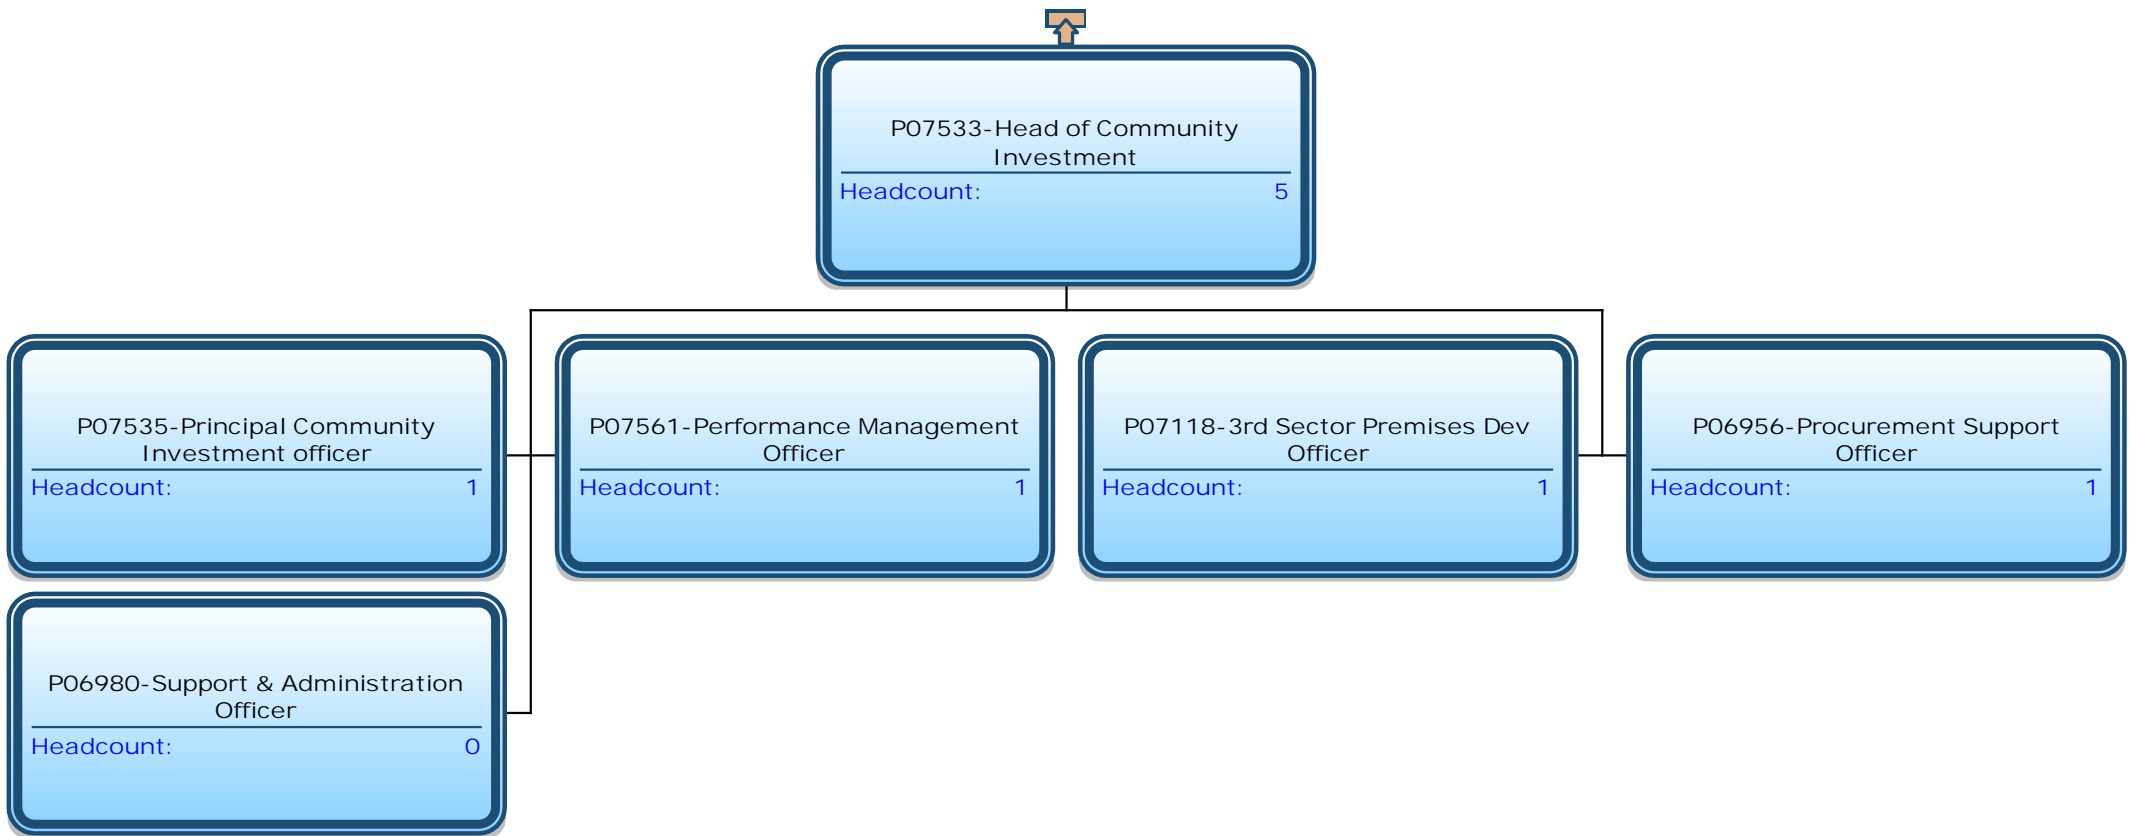 P07533-Head of Community
Investment
Headcount: 5
P07535-Principal Community
Investment officer
Headcount: 1
P07561-Performance Management
Officer
Headcount: 1
P07118-3rd Sector Premises Dev
Officer
Headcount: 1
P06956-Procurement Support
Officer
Headcount: 1
P06980-Support & Administration
Officer
Headcount: 0